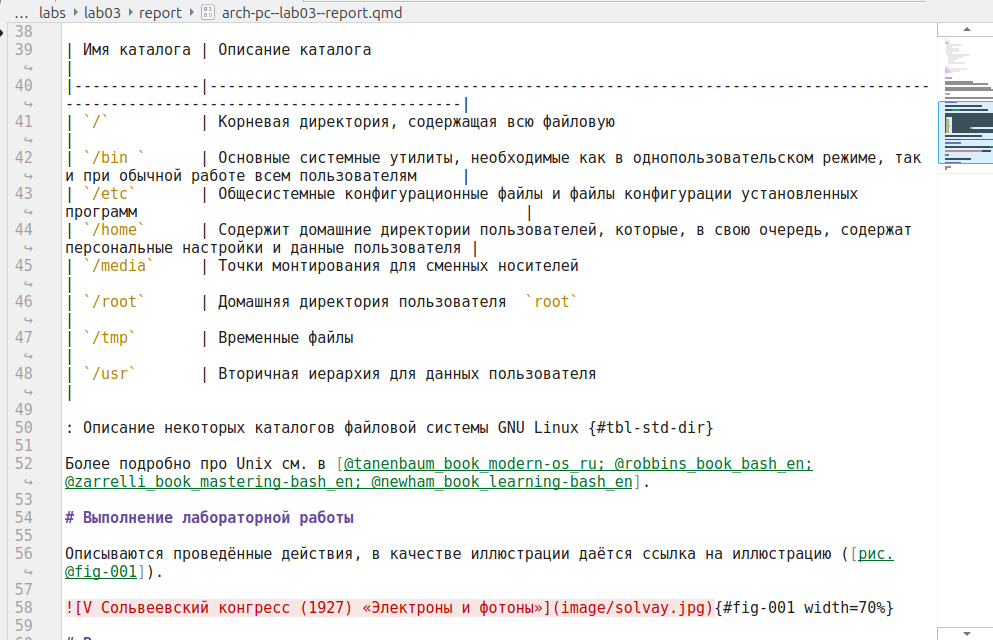 ... labs › lab03 › report › arch-pc--lab03--report.qmd
38
39 | Имя каталога | Описание каталога
↪ |
40 |--------------|--------------------------------------------------------------------------------
↪ --------------------------------------------|
41 | `/`          | Корневая директория, содержащая всю файловую
↪ |
42 | `/bin `      | Основные системные утилиты, необходимые как в однопользовательском режиме, так
↪ и при обычной работе всем пользователям     |
43 | `/etc`       | Общесистемные конфигурационные файлы и файлы конфигурации установленных
↪ программ                                           |
44 | `/home`      | Содержит домашние директории пользователей, которые, в свою очередь, содержат
↪ персональные настройки и данные пользователя |
45 | `/media`     | Точки монтирования для сменных носителей
↪ |
46 | `/root`      | Домашняя директория пользователя  `root`
↪ |
47 | `/tmp`       | Временные файлы
↪ |
48 | `/usr`       | Вторичная иерархия для данных пользователя
↪ |
49
50 : Описание некоторых каталогов файловой системы GNU Linux {#tbl-std-dir}
51
52 Более подробно про Unix см. в [@tanenbaum_book_modern-os_ru; @robbins_book_bash_en;
↪ @zarrelli_book_mastering-bash_en; @newham_book_learning-bash_en].
53
54 # Выполнение лабораторной работы
55
56 Описываются проведённые действия, в качестве иллюстрации даётся ссылка на иллюстрацию ([рис.
↪ @fig-001]).
57
58 ![V Сольвеевский конгресс (1927) «Электроны и фотоны»](image/solvay.jpg){#fig-001 width=70%}
59